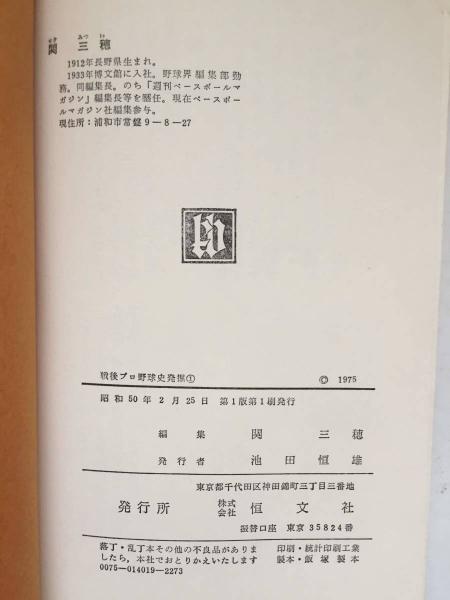 せき みつ ほ
関 三 穂
1912年長野県生まれ。
1933年博文館に入社。野球界編集部勤
務。同編集長。のち『週刊ベースボールマ
ガジン』編集長等を歴任。現在ベースボー
ルマガジン社編集参与。
現住所：浦和市常盤9－8－27
戦後プロ野球史発掘① © 1975
昭和50年2月25日 第1版第1刷発行
編集 関三穂
発行者 池田恒雄
東京都千代田区神田錦町三丁目三番地
発行所 株式会社 恒文社
振替口座 東京35824番
落丁・乱丁本その他の不良品がありま
したら，本社でおとりかえいたします
0075-014019-2273
印刷・統計印刷工業
製本・飯塚製本